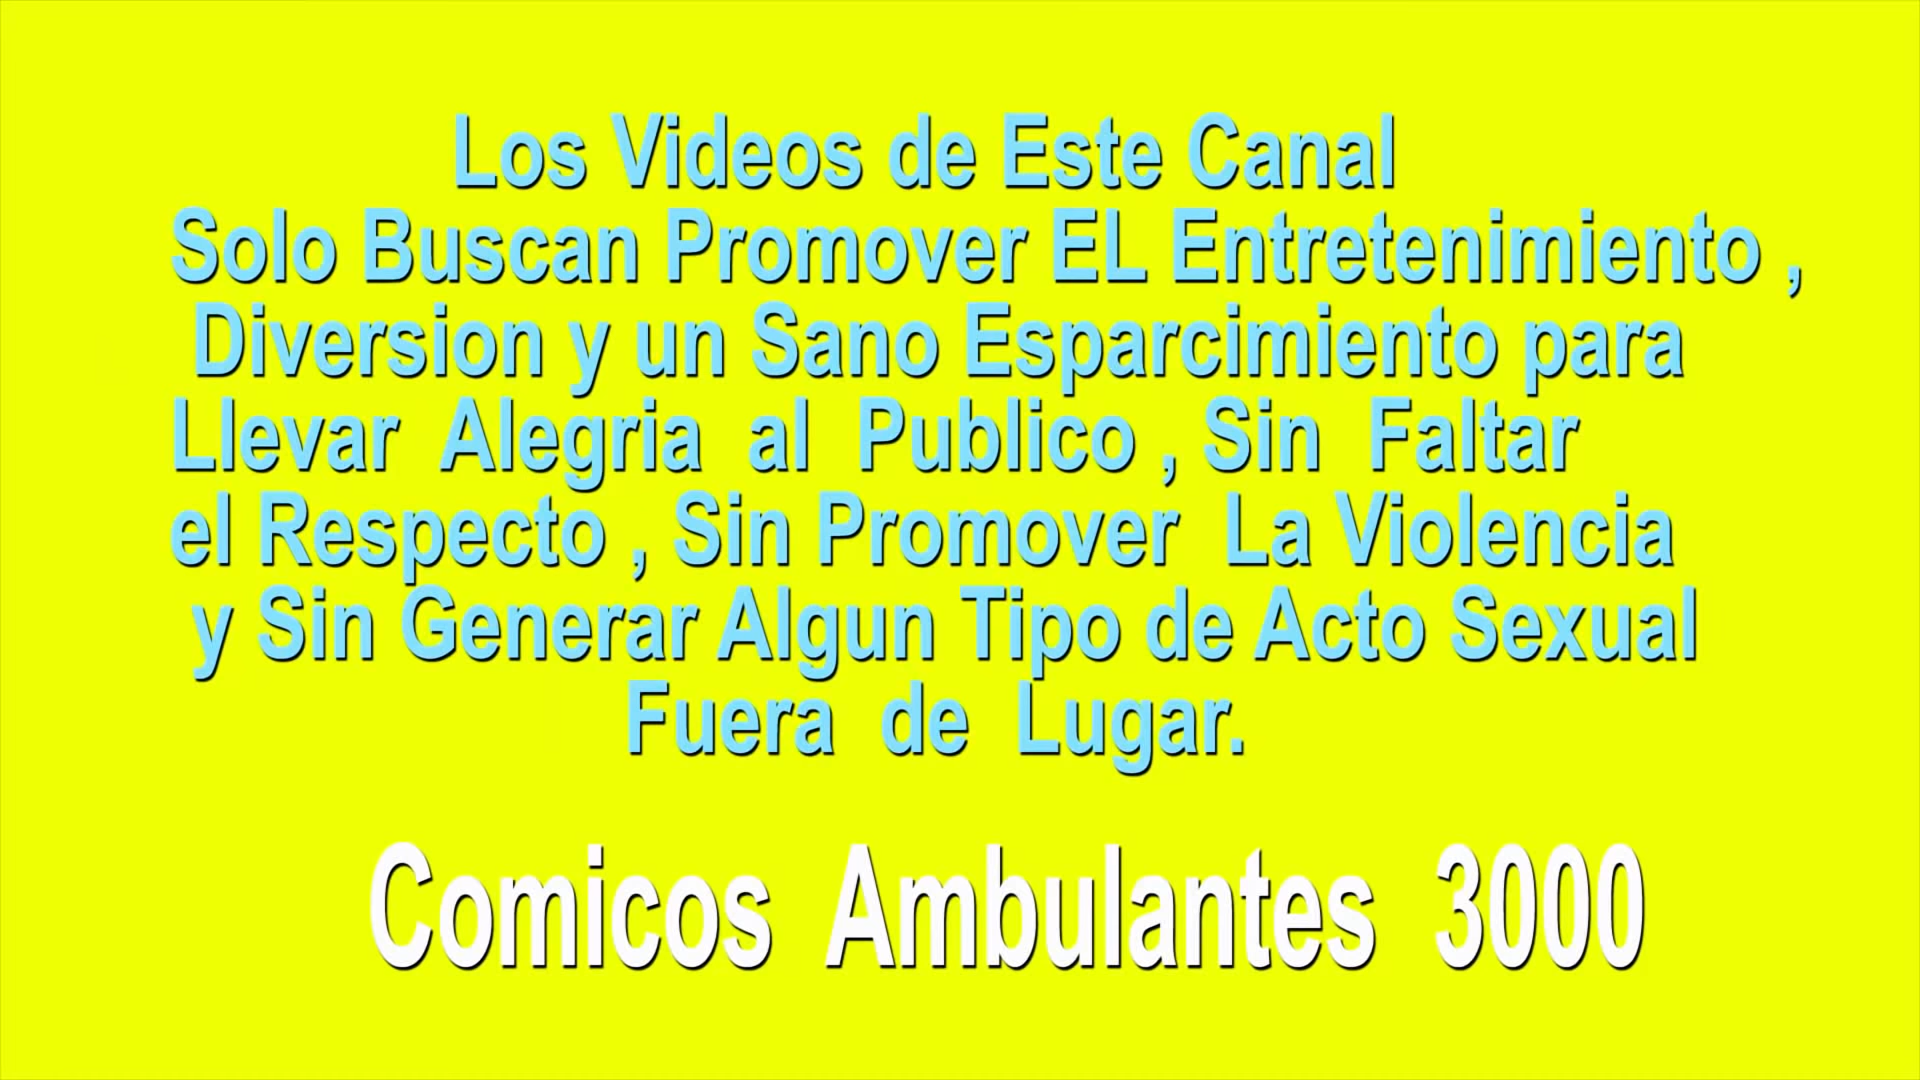 Los Videos de Este Canal
Solo Buscan Promover EL Entretenimiento ,
Diversion y un Sano Esparcimiento para
Llevar Alegria al Publico , Sin Faltar
el Respecto , Sin Promover La Violencia
y Sin Generar Algun Tipo de Acto Sexual
Fuera de Lugar.
Comicos Ambulantes 3000